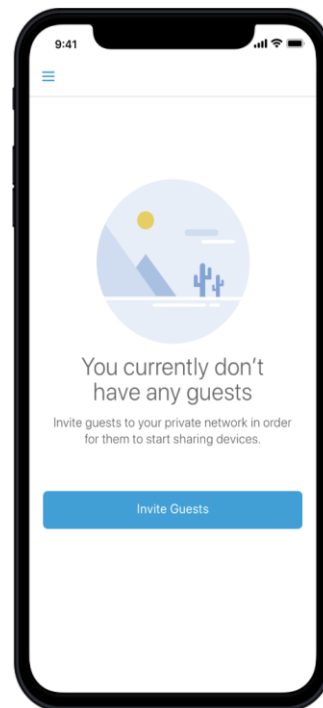 9:41
You currently don't
have any guests
Invite guests to your private network in order
for them to start sharing devices.
Invite Guests